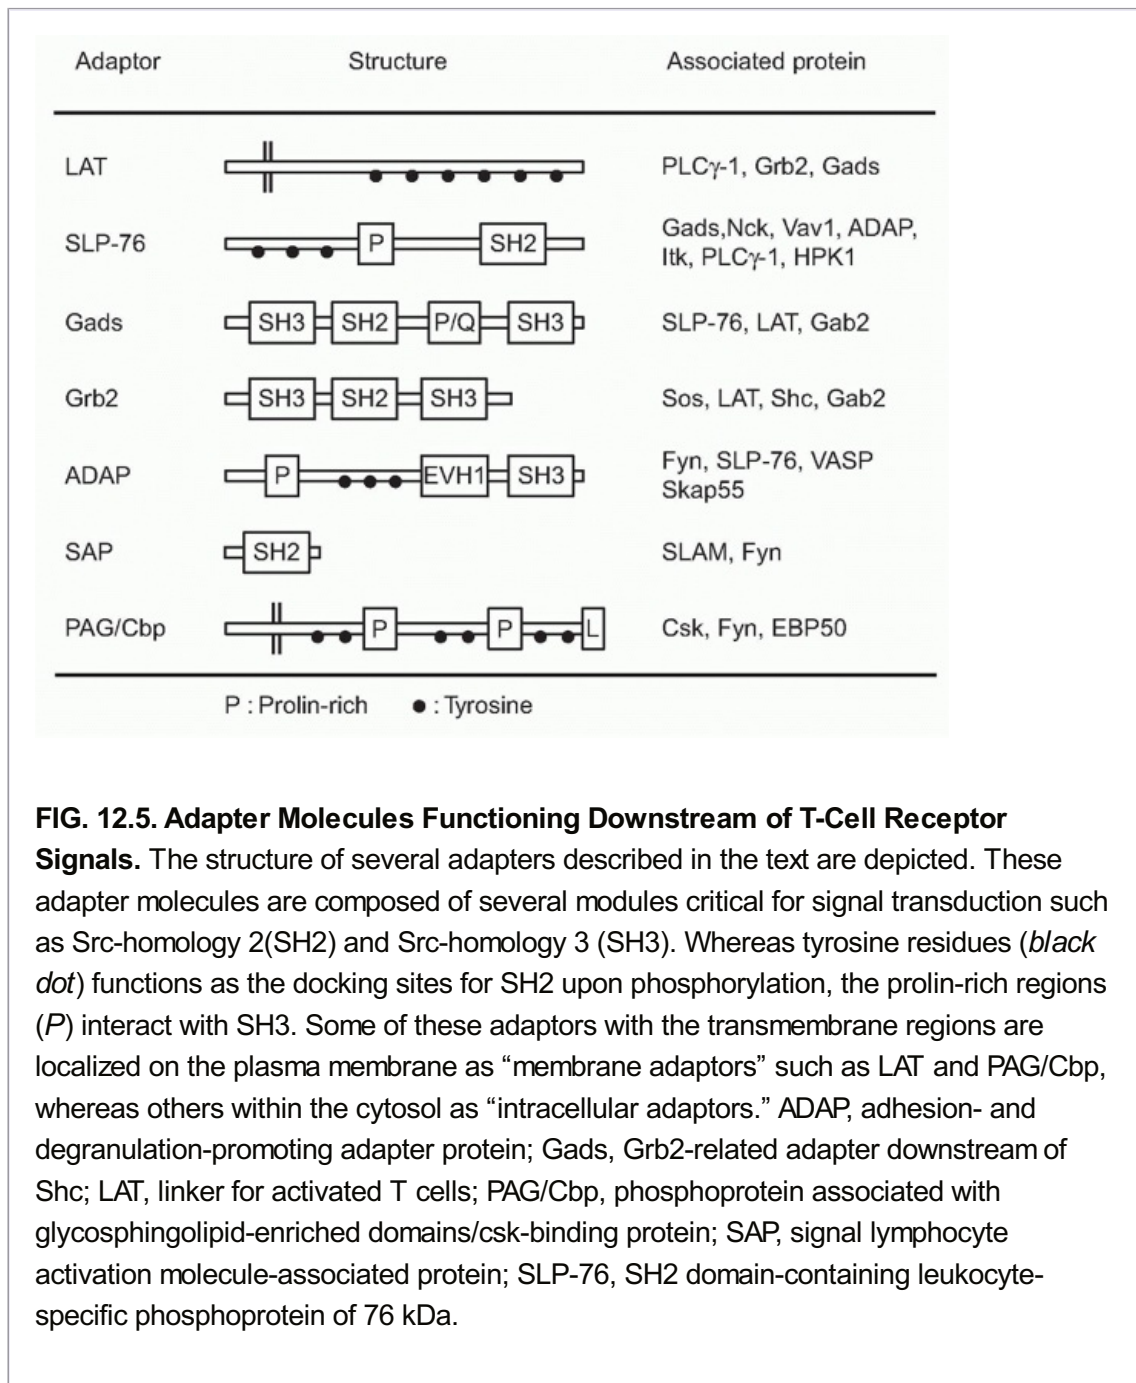 Adaptor Structure Associated protein
LAT PLCγ-1, Grb2, Gads
SLP-76 P SH2 Gads,Nck, Vav1, ADAP,
Itk, PLCγ-1, HPK1
Gads SH3 SH2 P/Q SH3 SLP-76, LAT, Gab2
Grb2 SH3 SH2 SH3 Sos, LAT, Shc, Gab2
ADAP P EVH1 SH3 Fyn, SLP-76, VASP
Skap55
SAP SH2 SLAM, Fyn
PAG/Cbp P P L Csk, Fyn, EBP50
P : Prolin-rich ● : Tyrosine
FIG. 12.5. Adapter Molecules Functioning Downstream of T-Cell Receptor
Signals. The structure of several adapters described in the text are depicted. These
adapter molecules are composed of several modules critical for signal transduction such
as Src-homology 2(SH2) and Src-homology 3 (SH3). Whereas tyrosine residues (black
dot) functions as the docking sites for SH2 upon phosphorylation, the prolin-rich regions
(P) interact with SH3. Some of these adaptors with the transmembrane regions are
localized on the plasma membrane as “membrane adaptors” such as LAT and PAG/Cbp,
whereas others within the cytosol as “intracellular adaptors.” ADAP, adhesion- and
degranulation-promoting adapter protein; Gads, Grb2-related adapter downstream of
Shc; LAT, linker for activated T cells; PAG/Cbp, phosphoprotein associated with
glycosphingolipid-enriched domains/csk-binding protein; SAP, signal lymphocyte
activation molecule-associated protein; SLP-76, SH2 domain-containing leukocyte-
specific phosphoprotein of 76 kDa.